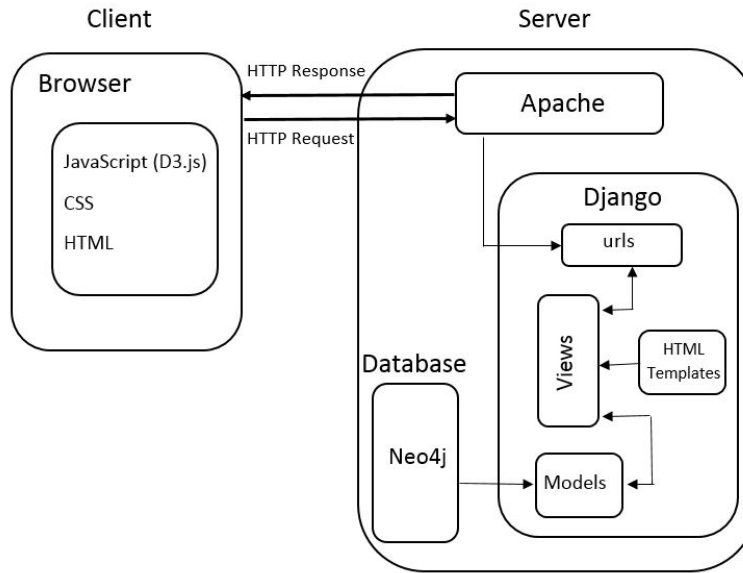 Client
Server
Browser
HTTP Response
HTTP Request
Apache
JavaScript (D3.js)
CSS
HTML
Django
urls
Views
HTML
Templates
Database
Neo4j
Models